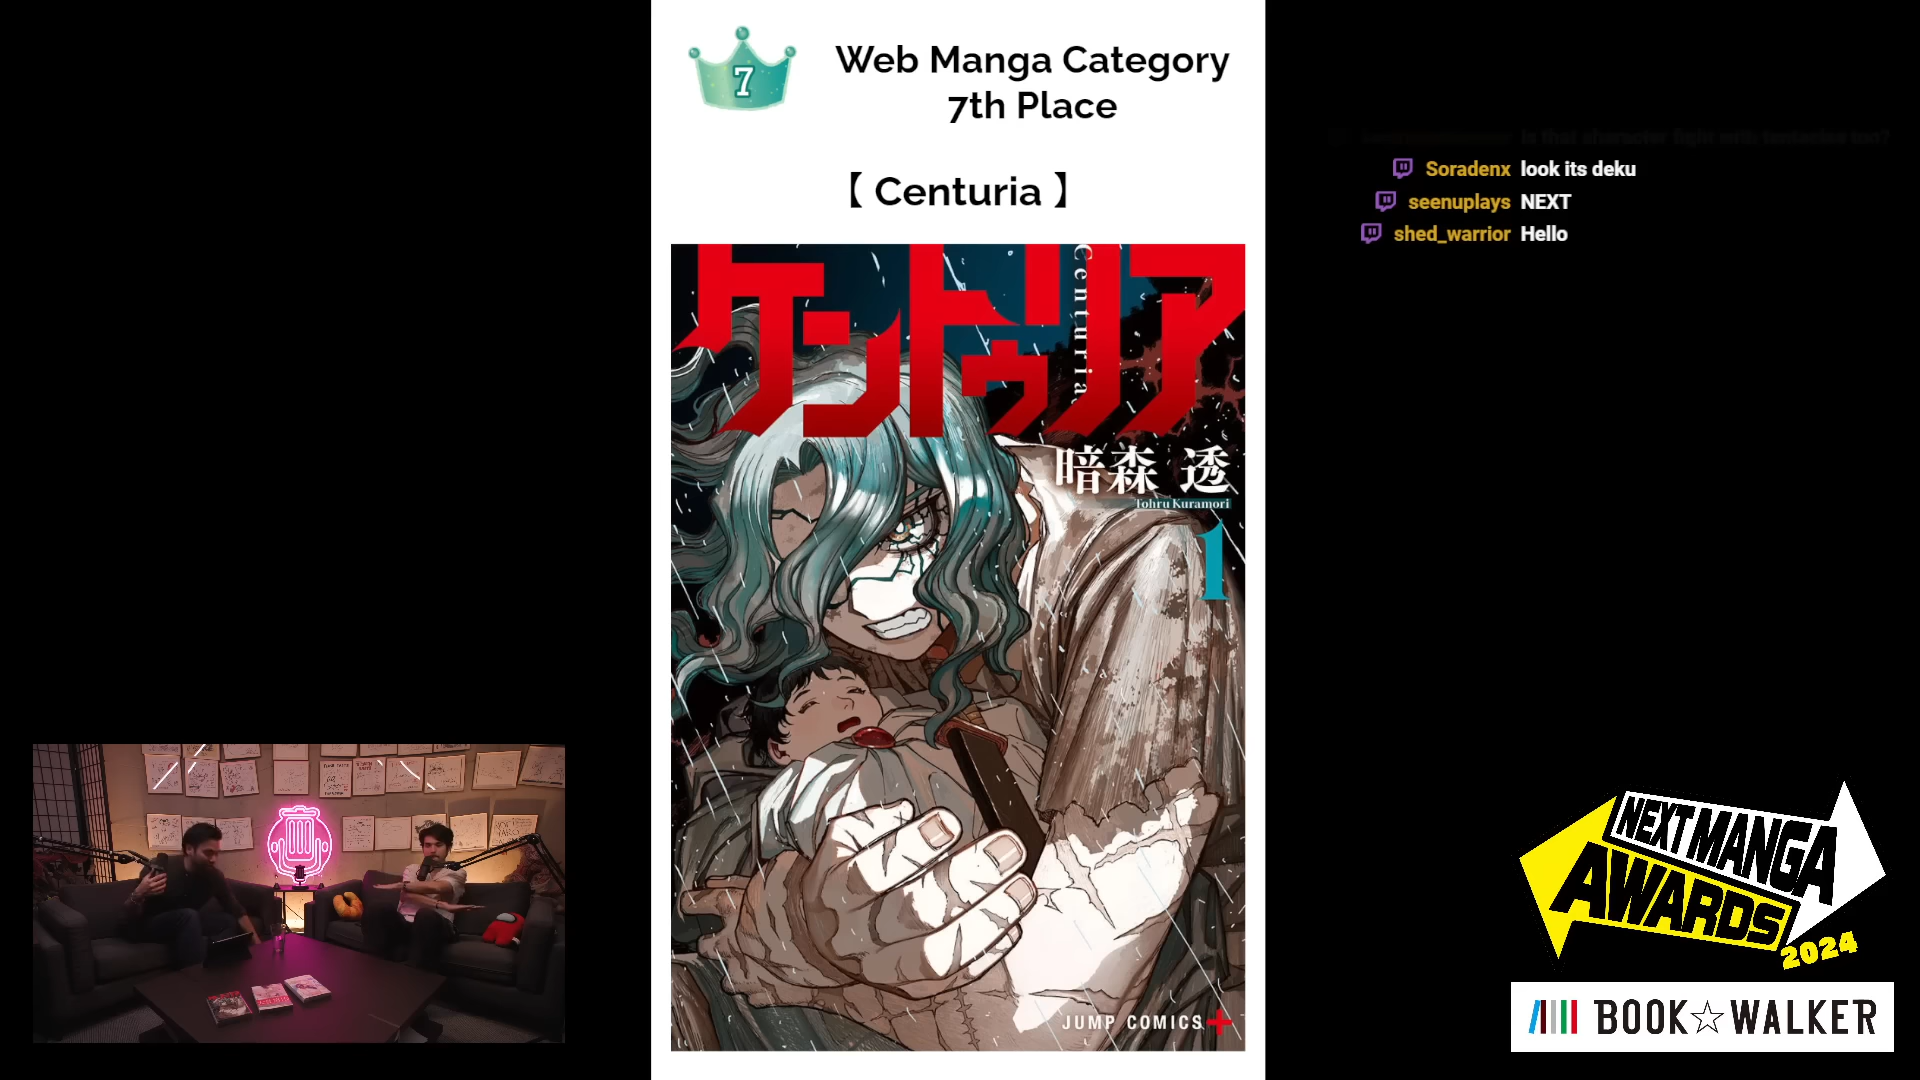 7
Web Manga Category
7th Place
【 Centuria 】
ケントゥリア
Centuria
暗森 透
Tohru Kuramori
1
JUMP COMICS+
Soradenx look its deku
seenuplays NEXT
shed_warrior Hello
NEXT MANGA
AWARDS
2024
BOOK☆WALKER